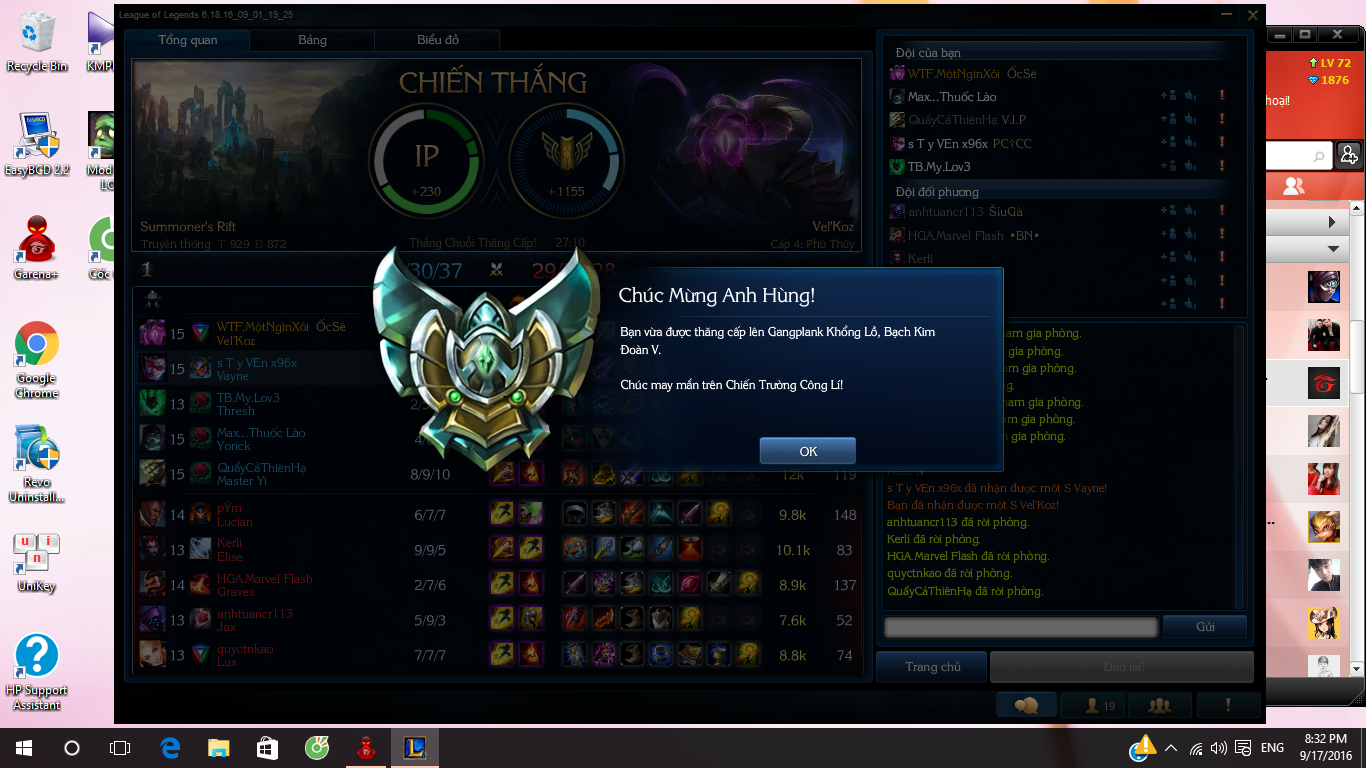 League of Legends 6.18.16_09_01_19_25
Recycle Bin
KMPl
EasyBCD 2.2
Mod
LO
Garena+
Cốc
Google
Chrome
Revo
Uninstall...
UniKey
HP Support
Assistant
Tổng quan
Bảng
Biểu đồ
CHIẾN THẮNG
IP
+230
+1155
Summoner's Rift
Vel'Koz
Truyền thống T 929 B 872
Thắng Chuỗi Thăng Cấp! 27:10
Cấp 4: Phù Thủy
1
/30/37
29/
28
15 WTF.MộtNgìnXôi ỐcSê
Vel'Koz
15 s T y VEn x96x
Vayne
13 TB.My.Lov3
Thresh
15 Max...Thuốc Lào
Yorick
15 QuẩyCảThiênHạ
Master Yi
8/9/10
12k 119
14 pYm
Lucian
6/7/7
9.8k 148
13 Kerli
Elise
9/9/5
10.1k 83
14 HGA.Marvel Flash
Graves
2/7/6
8.9k 137
13 anhtuancr113
Jax
5/9/3
7.6k 52
13 quyctnkao
Lux
7/7/7
8.8k 74
Chúc Mừng Anh Hùng!
Bạn vừa được thăng cấp lên Gangplank Khổng Lồ, Bạch Kim
Đoàn V.
Chúc may mắn trên Chiến Trường Công Lí!
OK
Đội của bạn
WTF.MộtNgìnXôi ỐcSê
Max...Thuốc Lào
QuẩyCảThiênHạ V.I.P
s T y VEn x96x PC†CC
TB.My.Lov3
Đội đối phương
anhtuancr113 SỉuGà
HGA.Marvel Flash •BN•
Kerli
am gia phòng.
gia phòng.
am gia phòng.
g.
ham gia phòng.
am gia phòng.
m gia phòng.
s T y VEn x96x đã nhận được một S Vayne!
Bạn đã nhận được một S Vel'Koz!
anhtuancr113 đã rời phòng.
Kerli đã rời phòng.
HGA.Marvel Flash đã rời phòng.
quyctnkao đã rời phòng.
QuẩyCảThiênHạ đã rời phòng.
Gửi
Trang chủ
Đấu lại!
19
LV 72
1876
hoại!
ENG
8:32 PM
9/17/2016